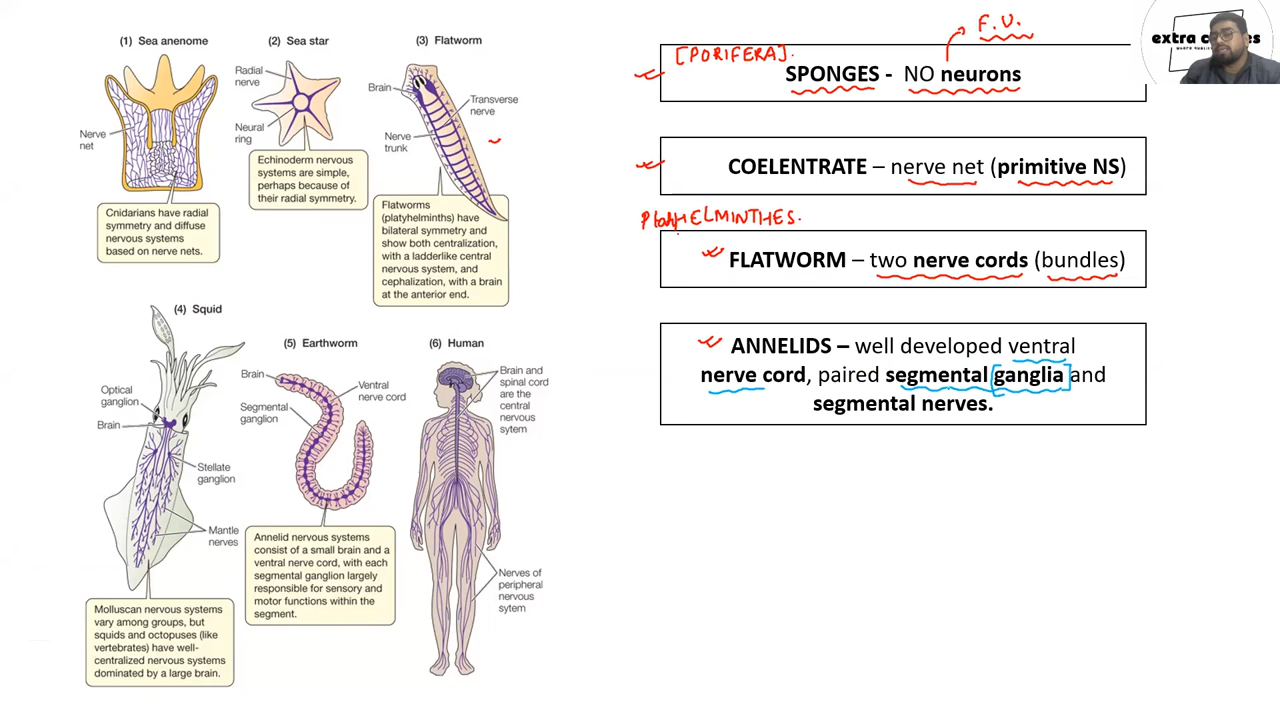 (1) Sea anenome
Nerve
net
Cnidarians have radial
symmetry and diffuse
nervous systems
based on nerve nets.
(2) Sea star
Radial
nerve
Neural
ring
Echinoderm nervous
systems are simple,
perhaps because of
their radial symmetry.
(3) Flatworm
Brain
Transverse
nerve
Nerve
trunk
Flatworms
(platyhelminths) have
bilateral symmetry and
show both centralization,
with a ladderlike central
nervous system, and
cephalization, with a brain
at the anterior end.
(4) Squid
Optical
ganglion
Brain
Stellate
ganglion
Mantle
nerves
Molluscan nervous systems
vary among groups, but
squids and octopuses (like
vertebrates) have well-
centralized nervous systems
dominated by a large brain.
(5) Earthworm
Brain
Ventral
nerve cord
Segmental
ganglion
Annelid nervous systems
consist of a small brain and a
ventral nerve cord, with each
segmental ganglion largely
responsible for sensory and
motor functions within the
segment.
(6) Human
Brain and
spinal cord
are the
central
nervous
sytem
Nerves of
peripheral
nervous
sytem
F.U.
[PORIFERA].
SPONGES - NO neurons
COELENTRATE – nerve net (primitive NS)
PlatyHELMINTHES.
FLATWORM – two nerve cords (bundles)
ANNELIDS – well developed ventral
nerve cord, paired segmental [ganglia] and
segmental nerves.
extra c